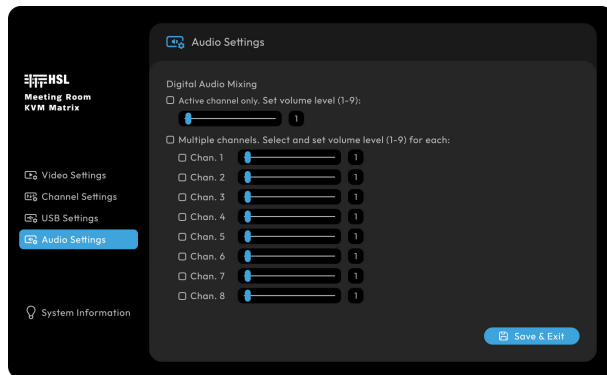 Audio Settings
HSL
Meeting Room
KVM Matrix
Video Settings
Channel Settings
USB Settings
Audio Settings
System Information
Digital Audio Mixing
Active channel only. Set volume level (1-9):
1
Multiple channels. Select and set volume level (1-9) for each:
Chan. 1 1
Chan. 2 1
Chan. 3 1
Chan. 4 1
Chan. 5 1
Chan. 6 1
Chan. 7 1
Chan. 8 1
Save & Exit